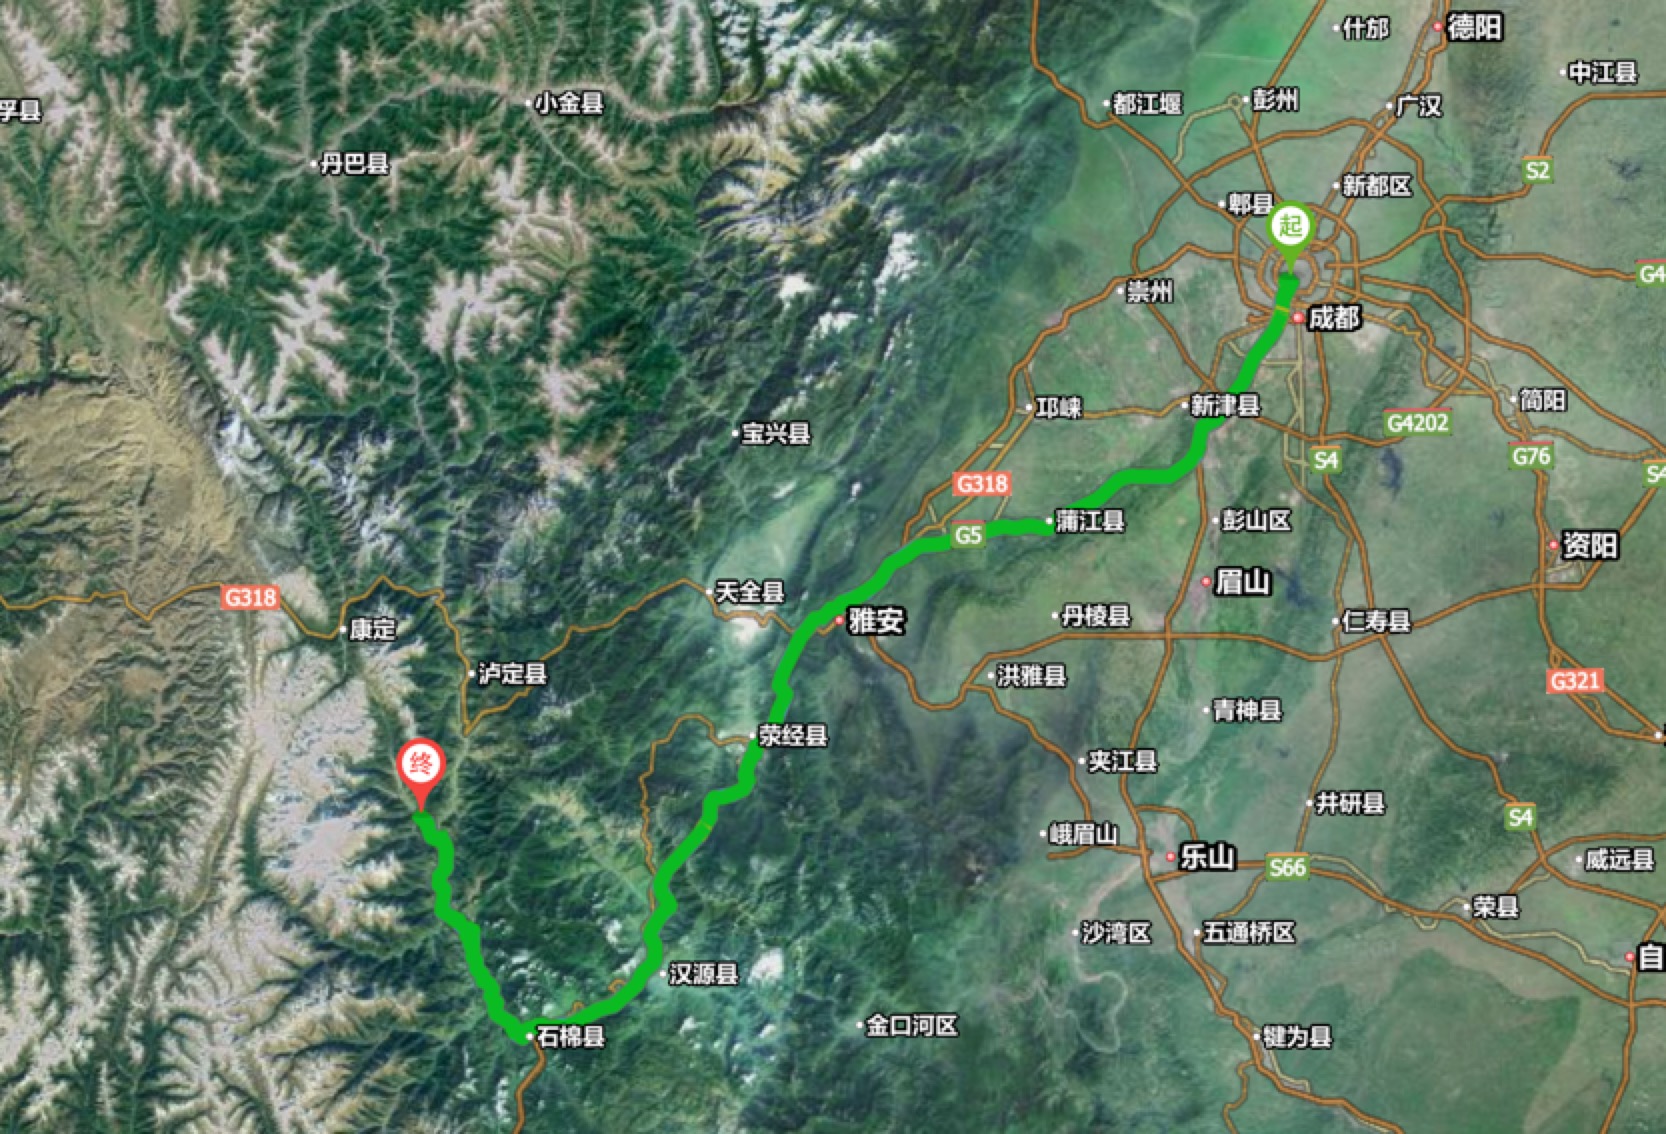 什邡
德阳
中江县
孚县
小金县
都江堰
彭州
广汉
丹巴县
S2
新都区
郫县
起
G4
崇州
成都
邛崃
新津县
简阳
G4202
宝兴县
S4
G76
S4
G318
蒲江县
彭山区
G5
资阳
眉山
天全县
G318
康定
雅安
丹棱县
仁寿县
泸定县
洪雅县
G321
青神县
荥经县
终
夹江县
井研县
S4
峨眉山
乐山
S66
威远县
荣县
沙湾区
五通桥区
自
汉源县
金口河区
石棉县
犍为县